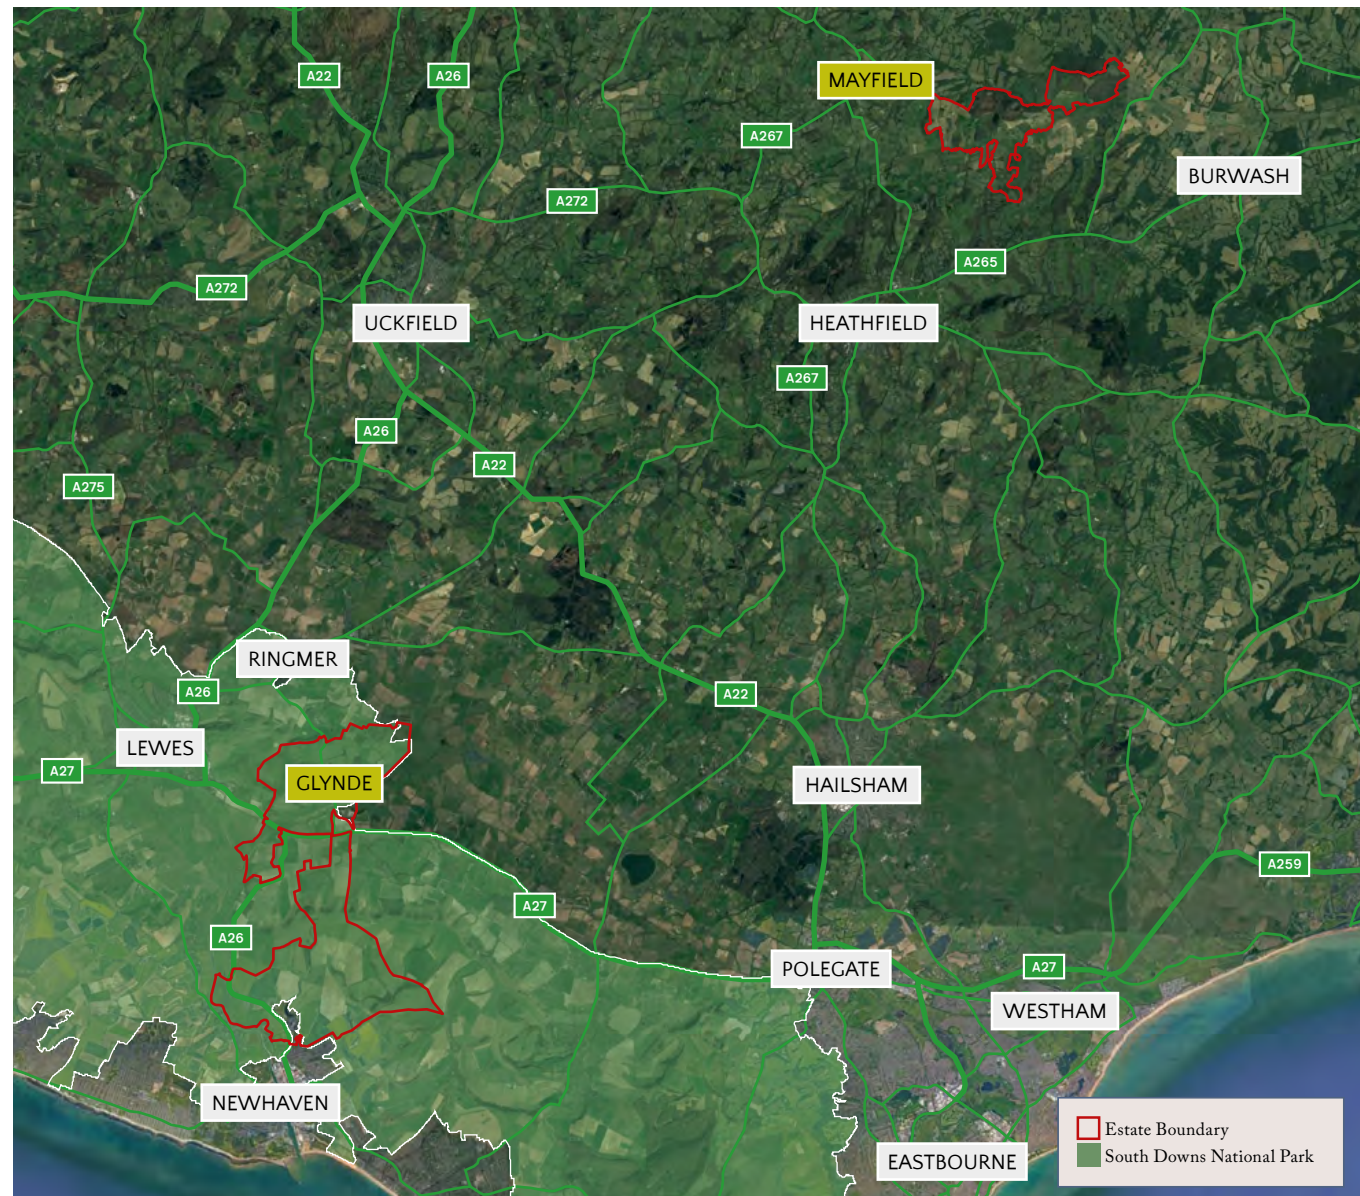 A22
A26
MAYFIELD
A267
BURWASH
A272
A265
A272
UCKFIELD
HEATHFIELD
A267
A26
A22
A275
RINGMER
A26
A22
LEWES
A27
GLYNDE
HAILSHAM
A259
A27
A26
POLEGATE
A27
WESTHAM
NEWHAVEN
Estate Boundary
South Downs National Park
EASTBOURNE